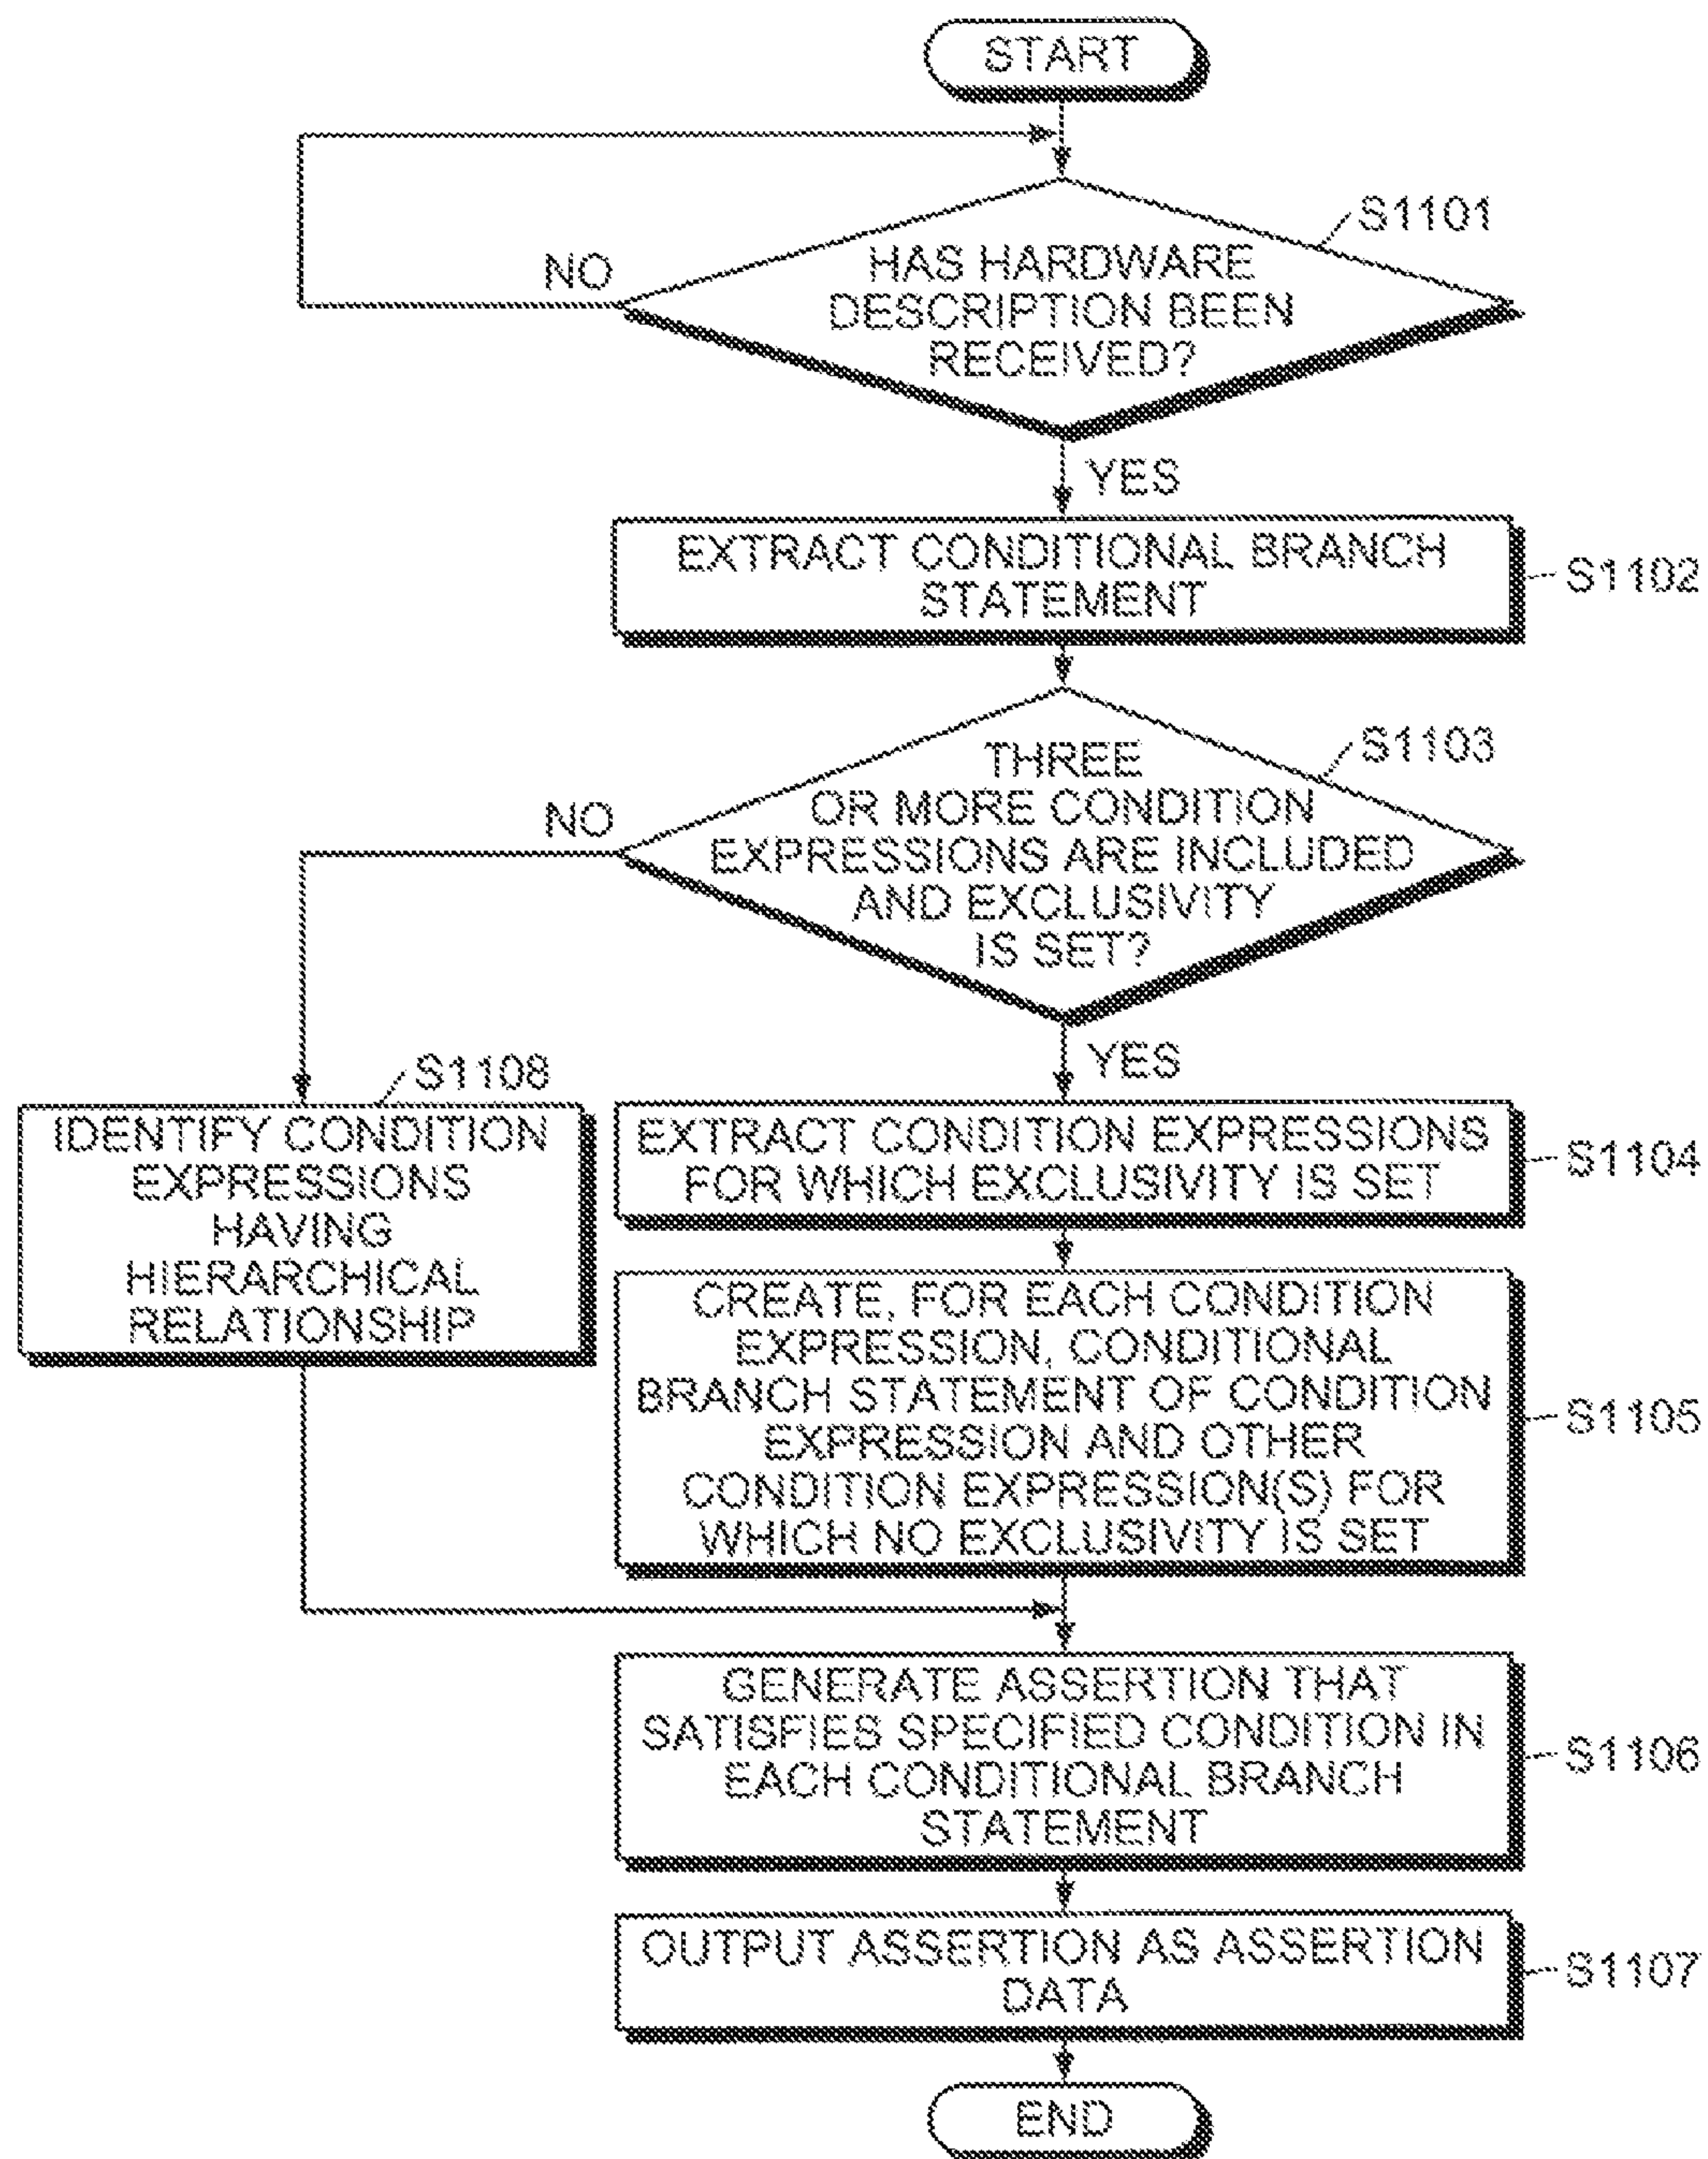 START
S1101
NO
HAS HARDWARE
DESCRIPTION BEEN
RECEIVED?
YES
EXTRACT CONDITIONAL BRANCH
STATEMENT
S1102
S1103
NO
THREE
OR MORE CONDITION
EXPRESSIONS ARE INCLUDED
AND EXCLUSIVITY
IS SET?
YES
S1108
IDENTIFY CONDITION
EXPRESSIONS
HAVING
HIERARCHICAL
RELATIONSHIP
EXTRACT CONDITION EXPRESSIONS
FOR WHICH EXCLUSIVITY IS SET
S1104
CREATE, FOR EACH CONDITION
EXPRESSION, CONDITIONAL
BRANCH STATEMENT OF CONDITION
EXPRESSION AND OTHER
CONDITION EXPRESSION(S) FOR
WHICH NO EXCLUSIVITY IS SET
S1105
GENERATE ASSERTION THAT
SATISFIES SPECIFIED CONDITION IN
EACH CONDITIONAL BRANCH
STATEMENT
S1106
OUTPUT ASSERTION AS ASSERTION
DATA
S1107
END